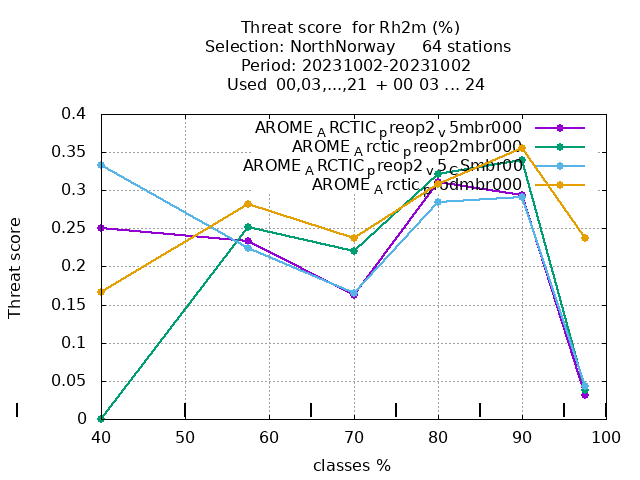 Threat score for Rh2m (%)
Selection: NorthNorway 64 stations
Period: 20231002-20231002
Used 00,03,...,21 + 00 03 ... 24
AROME_ARCTIC_preop2_v5mbr000
AROME_Arctic_preop2mbr000
AROME_ARCTIC_preop2_v5_CSmbr000
AROME_Arctic
Threat score
0.4
0.35
0.3
0.25
0.2
0.15
0.1
0.05
0
40 50 60 70 80 90 100
classes %